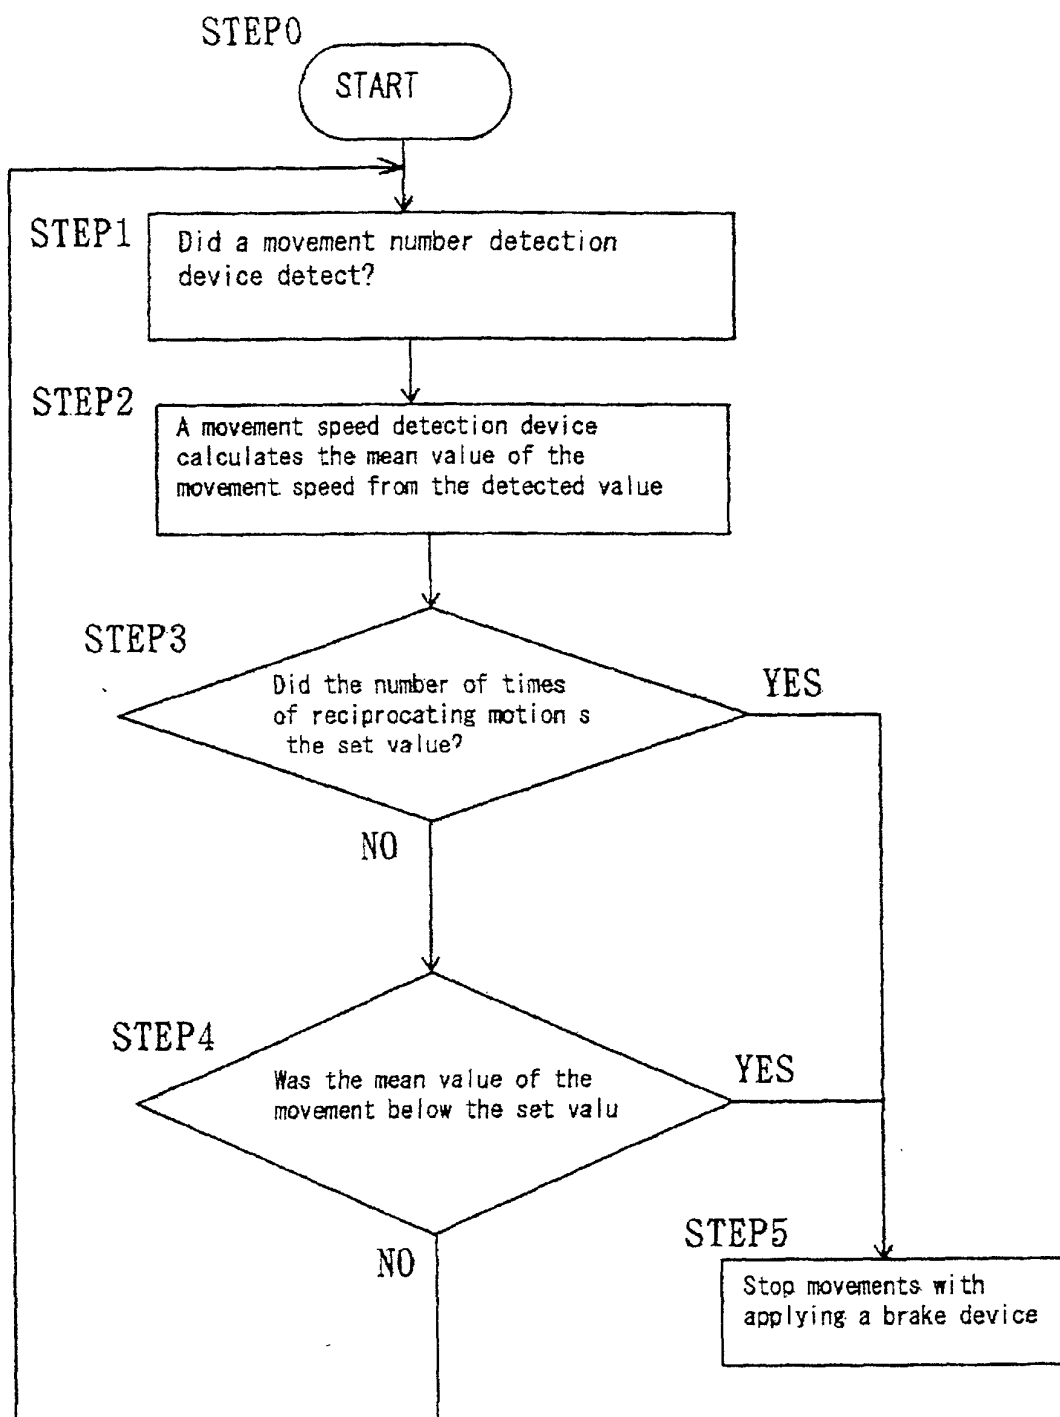 STEP0
START
STEP1
Did a movement number detection
device detect?
STEP2
A movement speed detection device
calculates the mean value of the
movement speed from the detected value
STEP3
Did the number of times
of reciprocating motion s
the set value?
YES
NO
STEP4
Was the mean value of the
movement below the set valu
YES
NO
STEP5
Stop movements with
applying a brake device